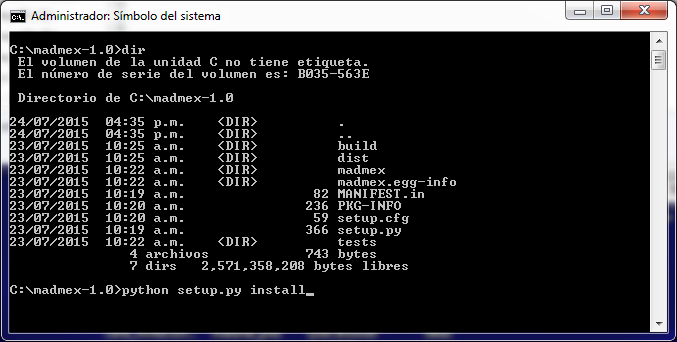 Administrador: Símbolo del sistema
C:\madmex-1.0>dir
 El volumen de la unidad C no tiene etiqueta.
 El número de serie del volumen es: B035-563E

 Directorio de C:\madmex-1.0

24/07/2015  04:35 p.m.    <DIR>          .
24/07/2015  04:35 p.m.    <DIR>          ..
23/07/2015  10:25 a.m.    <DIR>          build
23/07/2015  10:25 a.m.    <DIR>          dist
23/07/2015  10:22 a.m.    <DIR>          madmex
23/07/2015  10:22 a.m.    <DIR>          madmex.egg-info
23/07/2015  10:19 a.m.                82 MANIFEST.in
23/07/2015  10:20 a.m.               236 PKG-INFO
23/07/2015  10:20 a.m.                59 setup.cfg
23/07/2015  10:19 a.m.               366 setup.py
23/07/2015  10:22 a.m.    <DIR>          tests
               4 archivos            743 bytes
               7 dirs   2,571,358,208 bytes libres

C:\madmex-1.0>python setup.py install_